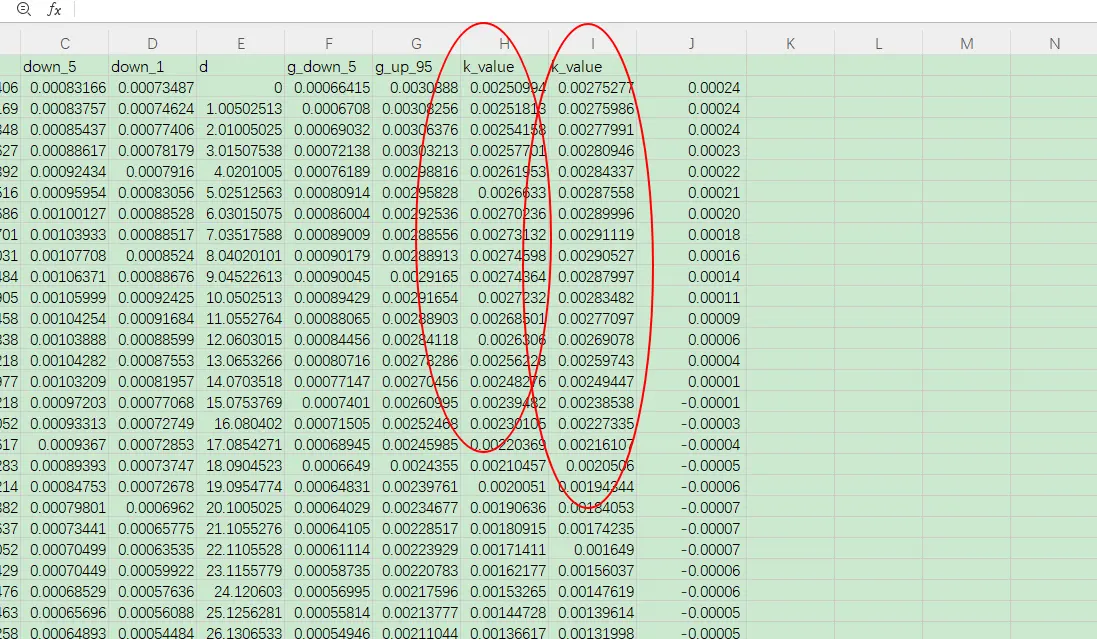 fx
C D E F G H I J K L M N
down_5 down_1 d g_down_5 g_up_95 k_value k_value
406 0.00083166 0.00073487 0 0.00066415 0.0030888 0.00250994 0.00275277 0.00024
169 0.00083757 0.00074624 1.00502513 0.0006708 0.00308256 0.00251813 0.00275986 0.00024
348 0.00085437 0.00077406 2.01005025 0.00069032 0.00306376 0.00254158 0.00277991 0.00024
627 0.00088617 0.00078179 3.01507538 0.00072138 0.00303213 0.00257701 0.00280946 0.00023
392 0.00092434 0.0007916 4.0201005 0.00076189 0.00298816 0.00261953 0.00284337 0.00022
516 0.00095954 0.00083056 5.02512563 0.00080914 0.00295828 0.0026633 0.00287558 0.00021
686 0.00100127 0.00088528 6.03015075 0.00086004 0.00292536 0.00270236 0.00289996 0.00020
701 0.00103933 0.00088517 7.03517588 0.00089009 0.00288556 0.00273132 0.00291119 0.00018
031 0.00107708 0.0008524 8.04020101 0.00090179 0.00288913 0.00274598 0.00290527 0.00016
484 0.00106371 0.00088676 9.04522613 0.00090045 0.0029165 0.00274364 0.00287997 0.00014
905 0.00105999 0.00092425 10.0502513 0.00089429 0.00291654 0.0027232 0.00283482 0.00011
458 0.00104254 0.00091684 11.0552764 0.00088065 0.00288903 0.00268501 0.00277097 0.00009
338 0.00103888 0.00088599 12.0603015 0.00084456 0.00284118 0.0026306 0.00269078 0.00006
218 0.00104282 0.00087553 13.0653266 0.00080716 0.00278286 0.00256228 0.00259743 0.00004
977 0.00103209 0.00081957 14.0703518 0.00077147 0.00270456 0.00248276 0.00249447 0.00001
218 0.00097203 0.00077068 15.0753769 0.0007401 0.00260995 0.00239482 0.00238538 -0.00001
052 0.00093313 0.00072749 16.080402 0.00071505 0.00252468 0.00230105 0.00227335 -0.00003
617 0.0009367 0.00072853 17.0854271 0.00068945 0.00245985 0.00220369 0.00216107 -0.00004
283 0.00089393 0.00073747 18.0904523 0.0006649 0.0024355 0.00210457 0.0020506 -0.00005
214 0.00084753 0.00072678 19.0954774 0.00064831 0.00239761 0.0020051 0.00194344 -0.00006
382 0.00079801 0.0006962 20.1005025 0.00064029 0.00234677 0.00190636 0.00184053 -0.00007
637 0.00073441 0.00065775 21.1055276 0.00064105 0.00228517 0.00180915 0.00174235 -0.00007
052 0.00070499 0.00063535 22.1105528 0.00061114 0.00223929 0.00171411 0.001649 -0.00007
429 0.00070449 0.00059922 23.1155779 0.00058735 0.00220783 0.00162177 0.00156037 -0.00006
476 0.00068529 0.00057636 24.120603 0.00056995 0.00217596 0.00153265 0.00147619 -0.00006
463 0.00065696 0.00056088 25.1256281 0.00055814 0.00213777 0.00144728 0.00139614 -0.00005
258 0.00064893 0.00054484 26.1306533 0.00054946 0.00211044 0.00136617 0.00131998 -0.00005